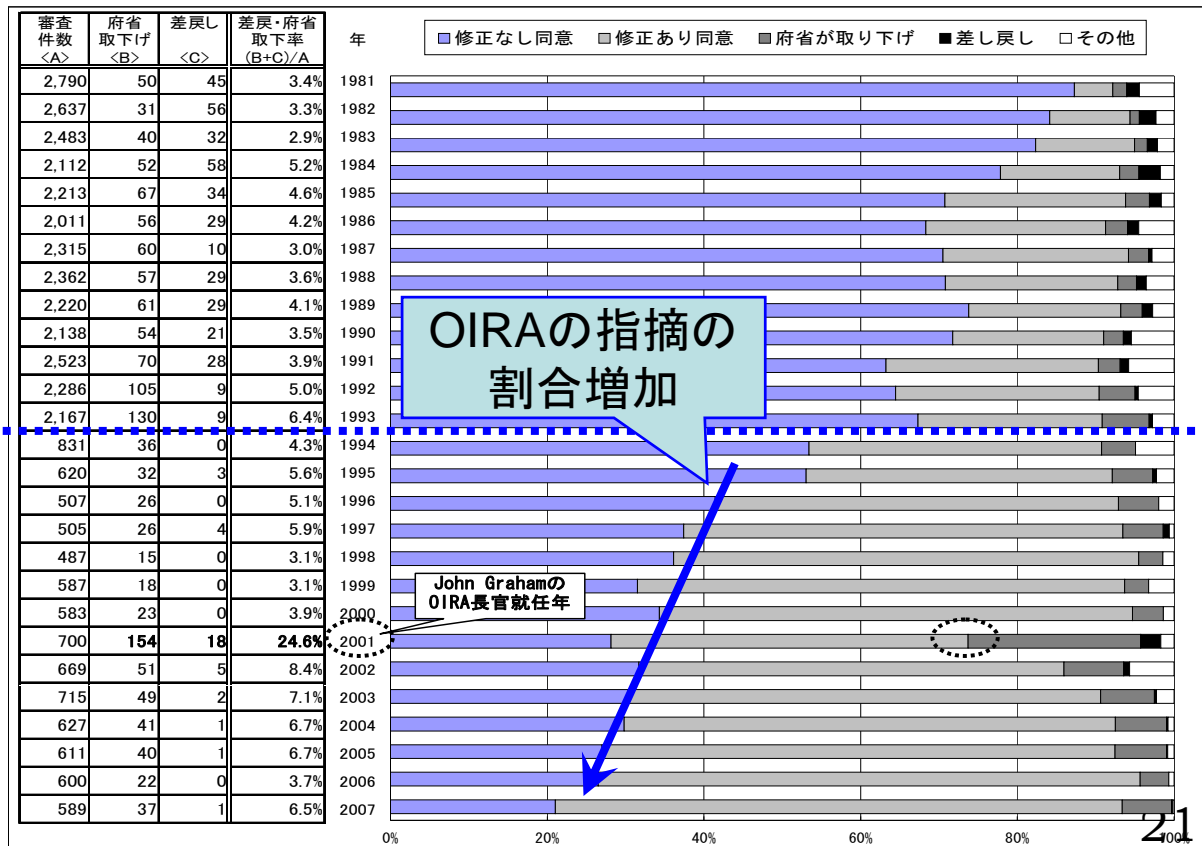 審査件数<A> 府省取下げ<B> 差戻し<C> 差戻・府省取下率(B+C)/A 年
■修正なし同意 ■修正あり同意 ■府省が取り下げ ■差し戻し □その他
2,790 50 45 3.4% 1981
2,637 31 56 3.3% 1982
2,483 40 32 2.9% 1983
2,112 52 58 5.2% 1984
2,213 67 34 4.6% 1985
2,011 56 29 4.2% 1986
2,315 60 10 3.0% 1987
2,362 57 29 3.6% 1988
2,220 61 29 4.1% 1989
2,138 54 21 3.5% 1990
2,523 70 28 3.9% 1991
2,286 105 9 5.0% 1992
2,167 130 9 6.4% 1993
831 36 0 4.3% 1994
620 32 3 5.6% 1995
507 26 0 5.1% 1996
505 26 4 5.9% 1997
487 15 0 3.1% 1998
587 18 0 3.1% 1999
583 23 0 3.9% 2000
700 154 18 24.6% 2001
669 51 5 8.4% 2002
715 49 2 7.1% 2003
627 41 1 6.7% 2004
611 40 1 6.7% 2005
600 22 0 3.7% 2006
589 37 1 6.5% 2007
OIRAの指摘の
割合増加
John Grahamの
OIRA長官就任年
0% 20% 40% 60% 80% 100%
21